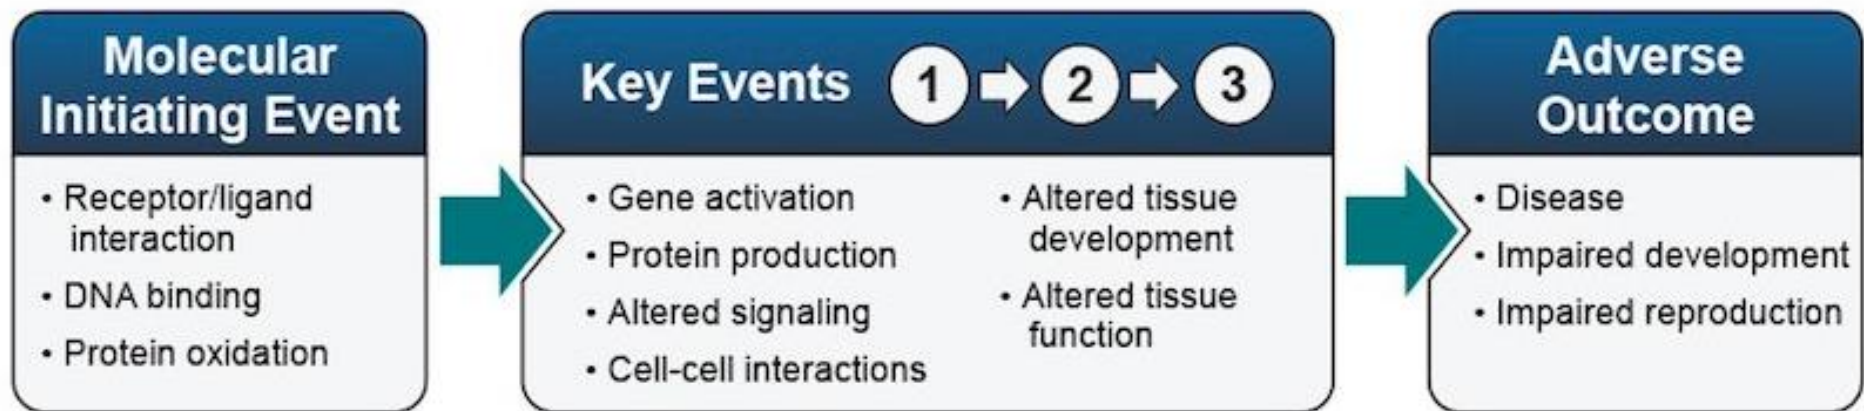 Molecular
Initiating Event
• Receptor/ligand
interaction
• DNA binding
• Protein oxidation
Key Events 1 2 3
• Gene activation
• Protein production
• Altered signaling
• Cell-cell interactions
• Altered tissue
development
• Altered tissue
function
Adverse
Outcome
• Disease
• Impaired development
• Impaired reproduction